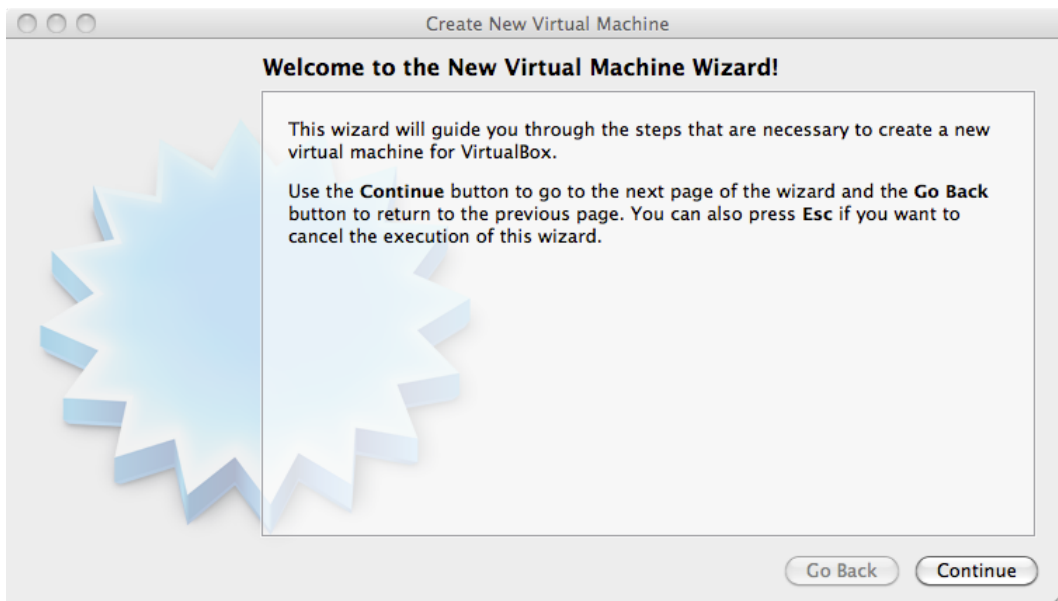 Create New Virtual Machine
Welcome to the New Virtual Machine Wizard!
This wizard will guide you through the steps that are necessary to create a new
virtual machine for VirtualBox.
Use the Continue button to go to the next page of the wizard and the Go Back
button to return to the previous page. You can also press Esc if you want to
cancel the execution of this wizard.
Go Back Continue